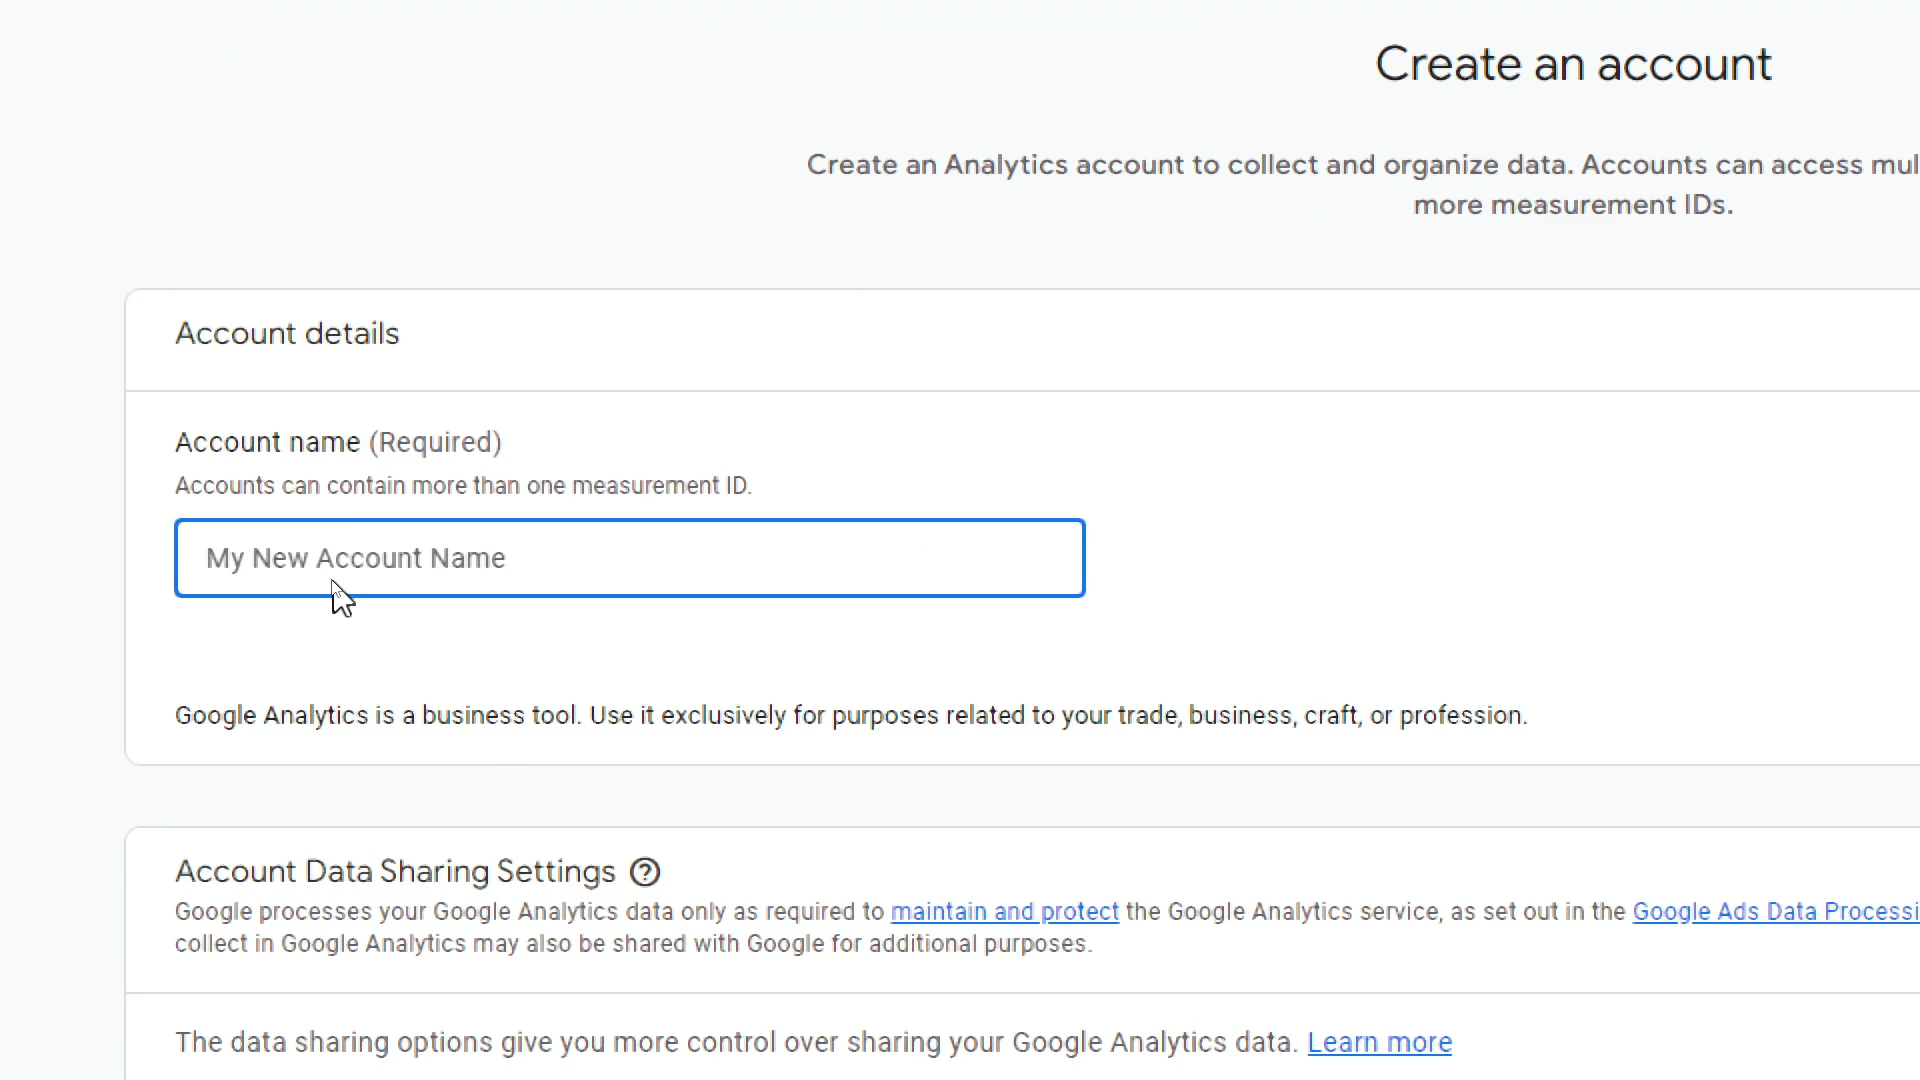 Create an account
Create an Analytics account to collect and organize data. Accounts can access
more measurement IDs.
Account details
Account name (Required)
Accounts can contain more than one measurement ID.
My New Account Name
Google Analytics is a business tool. Use it exclusively for purposes related to your trade, business, craft, or profession.
Account Data Sharing Settings
Google processes your Google Analytics data only as required to maintain and protect the Google Analytics service, as set out in the Google Ads Data
collect in Google Analytics may also be shared with Google for additional purposes.
The data sharing options give you more control over sharing your Google Analytics data. Learn more